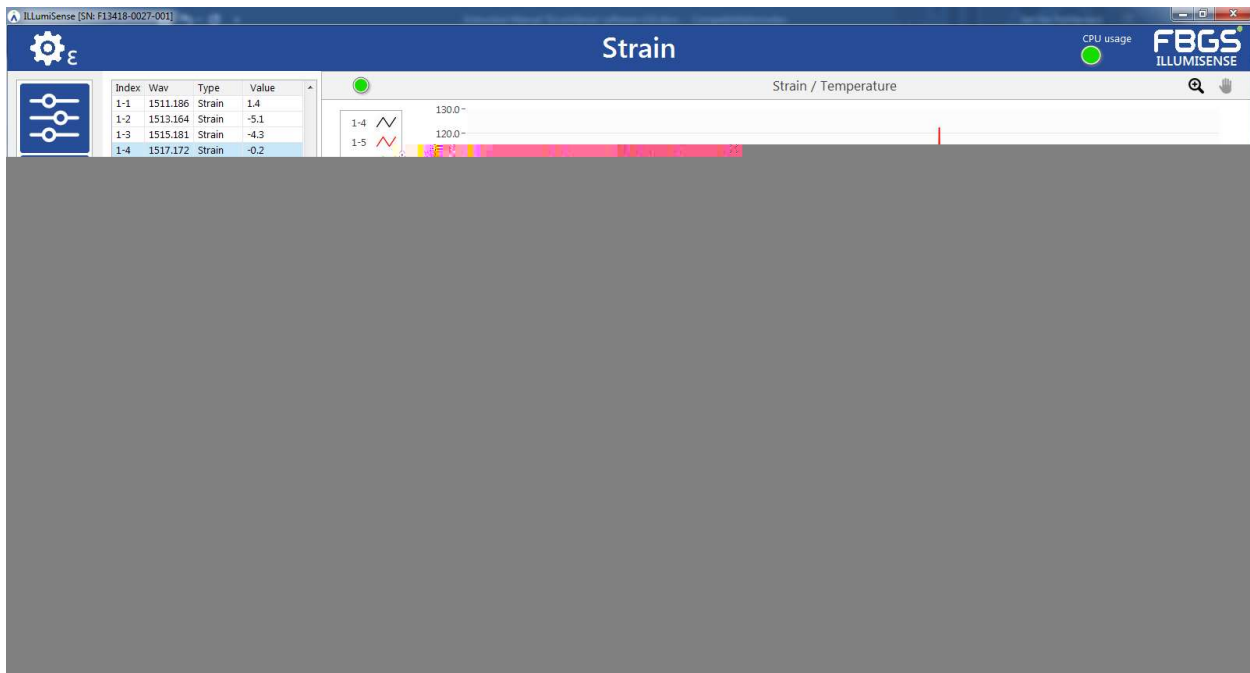 ILLumiSense [SN: F13418-0027-001]
ε
Strain
CPU usage
FBGS
ILLUMISENSE
Index Wav Type Value
1-1 1511.186 Strain 1.4
1-2 1513.164 Strain -5.1
1-3 1515.181 Strain -4.3
1-4 1517.172 Strain -0.2
Strain / Temperature
1-4
1-5
130.0
120.0